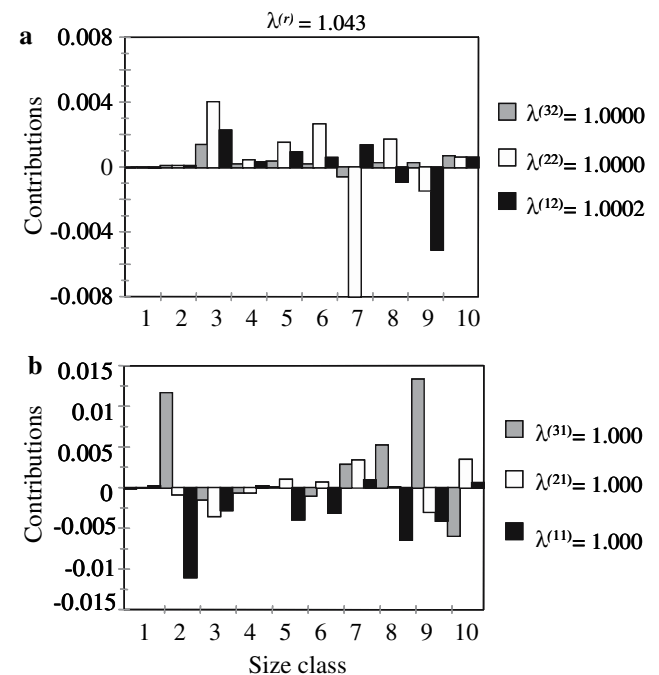 λ(r) = 1.043
a
0.008
0.004
0
-0.004
-0.008
Contributions
1 2 3 4 5 6 7 8 9 10
λ(32)= 1.0000
λ(22)= 1.0000
λ(12)= 1.0002
b
0.015
0.01
0.005
0
-0.005
-0.01
-0.015
Contributions
1 2 3 4 5 6 7 8 9 10
Size class
λ(31)= 1.000
λ(21)= 1.000
λ(11)= 1.000